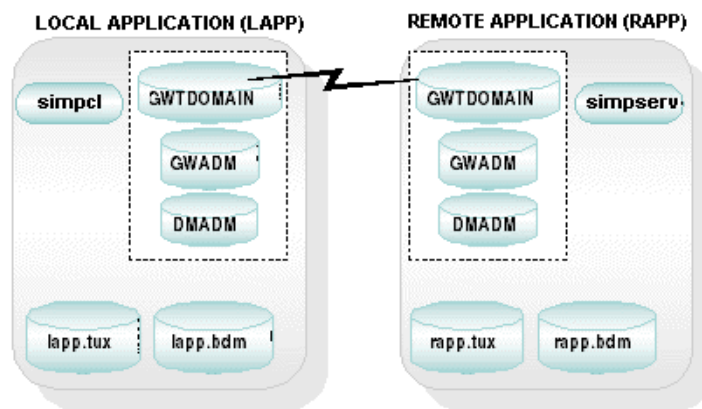 LOCAL APPLICATION (LAPP)
simpcl
GWTDOMAIN
GWADM
DMADM
lapp.tux
lapp.bdm
REMOTE APPLICATION (RAPP)
GWTDOMAIN
simpserv
GWADM
DMADM
rapp.tux
rapp.bdm